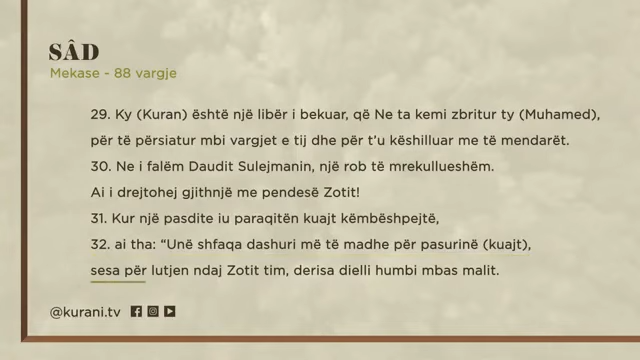 SÂD
Mekase - 88 vargje
29. Ky (Kuran) është një libër i bekuar, që Ne ta kemi zbritur ty (Muhamed),
për të përsiatur mbi vargjet e tij dhe për t’u këshilluar me të mendarët.
30. Ne i falëm Daudit Sulejmanin, një rob të mrekullueshëm.
Ai i drejtohej gjithnjë me pendesë Zotit!
31. Kur një pasdite iu paraqitën kuajt këmbëshpejtë,
32. ai tha: “Unë shfaqa dashuri më të madhe për pasurinë (kuajt),
sesa për lutjen ndaj Zotit tim, derisa dielli humbi mbas malit.
@kurani.tv